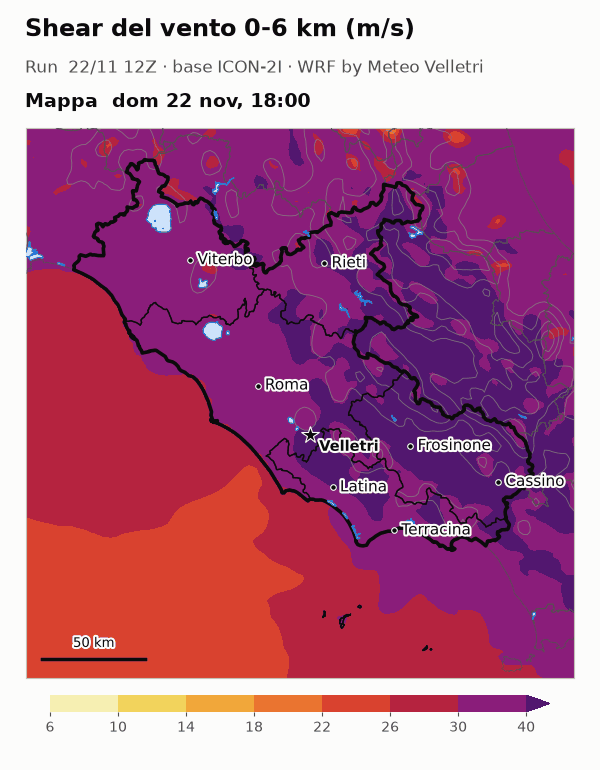 Shear del vento 0-6 km (m/s)
Run 22/11 12Z · base ICON-2I · WRF by Meteo Velletri
Mappa dom 22 nov, 18:00
Viterbo
Rieti
Roma
Velletri
Frosinone
Latina
Cassino
Terracina
50 km
6 10 14 18 22 26 30 40